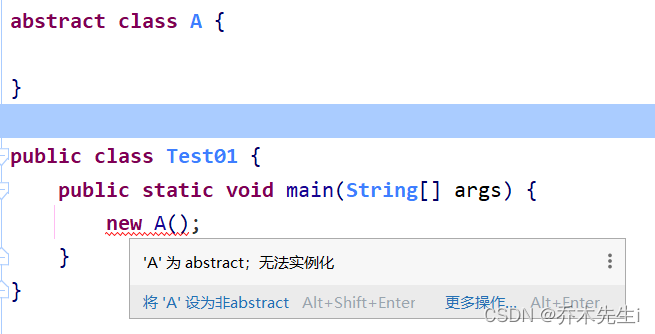 abstract class A {
}
public class Test01 {
public static void main(String[] args) {
new A();
}
}
'A' 为 abstract；无法实例化
将 'A' 设为非abstract Alt+Shift+Enter 更多操作... Alt+Enter
CSDN @乔木先生i